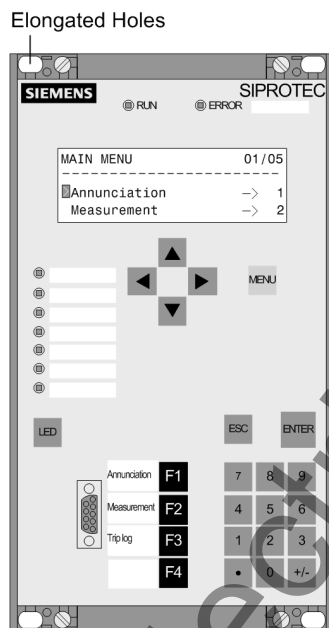 Elongated Holes
SIEMENS
SIPROTEC
RUN
ERROR
MAIN MENU 01/05
--------------------
Annunciation —> 1
Measurement —> 2
MENU
LED
ESC
ENTER
Annunciation F1
7 8 9
Measurement F2
4 5 6
Trip log F3
1 2 3
F4
• 0 +/-